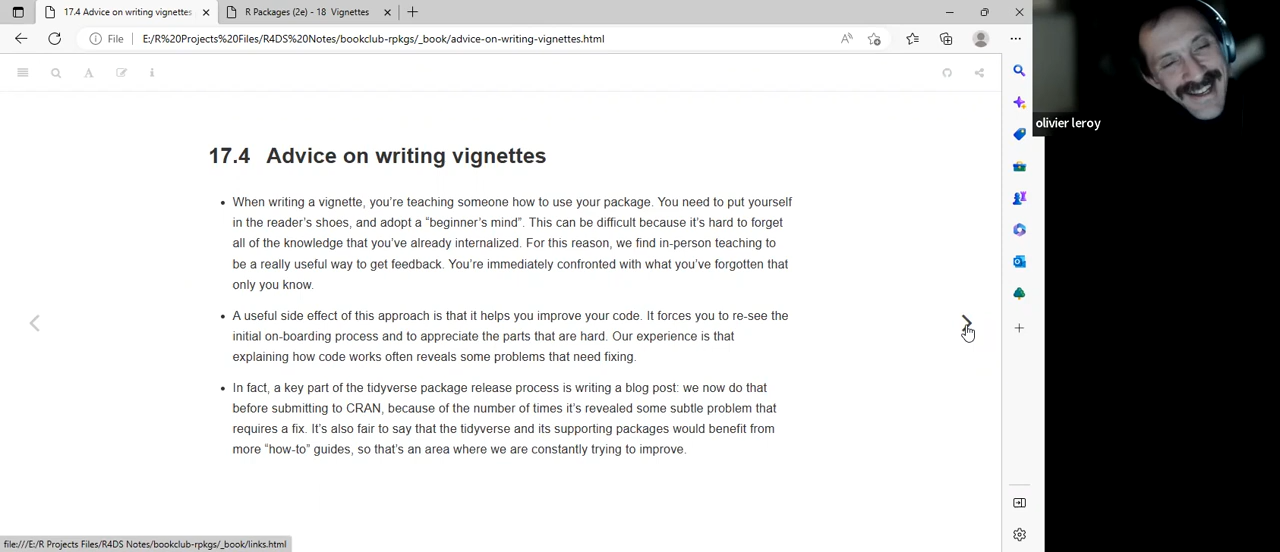 17.4 Advice on writing vignettes
R Packages (2e) - 18 Vignettes
File
E:/R%20Projects%20Files/R4DS%20Notes/bookclub-rpkgs/_book/advice-on-writing-vignettes.html
olivier leroy
17.4 Advice on writing vignettes
When writing a vignette, you’re teaching someone how to use your package. You need to put yourself
in the reader’s shoes, and adopt a “beginner’s mind”. This can be difficult because it’s hard to forget
all of the knowledge that you’ve already internalized. For this reason, we find in-person teaching to
be a really useful way to get feedback. You’re immediately confronted with what you’ve forgotten that
only you know.
A useful side effect of this approach is that it helps you improve your code. It forces you to re-see the
initial on-boarding process and to appreciate the parts that are hard. Our experience is that
explaining how code works often reveals some problems that need fixing.
In fact, a key part of the tidyverse package release process is writing a blog post: we now do that
before submitting to CRAN, because of the number of times it’s revealed some subtle problem that
requires a fix. It’s also fair to say that the tidyverse and its supporting packages would benefit from
more “how-to” guides, so that’s an area where we are constantly trying to improve.
file:///E:/R Projects Files/R4DS Notes/bookclub-rpkgs/_book/links.html